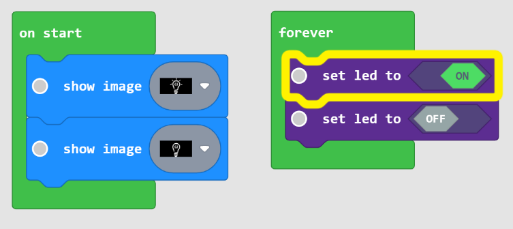 on start
show image
show image
forever
set led to ON
set led to OFF